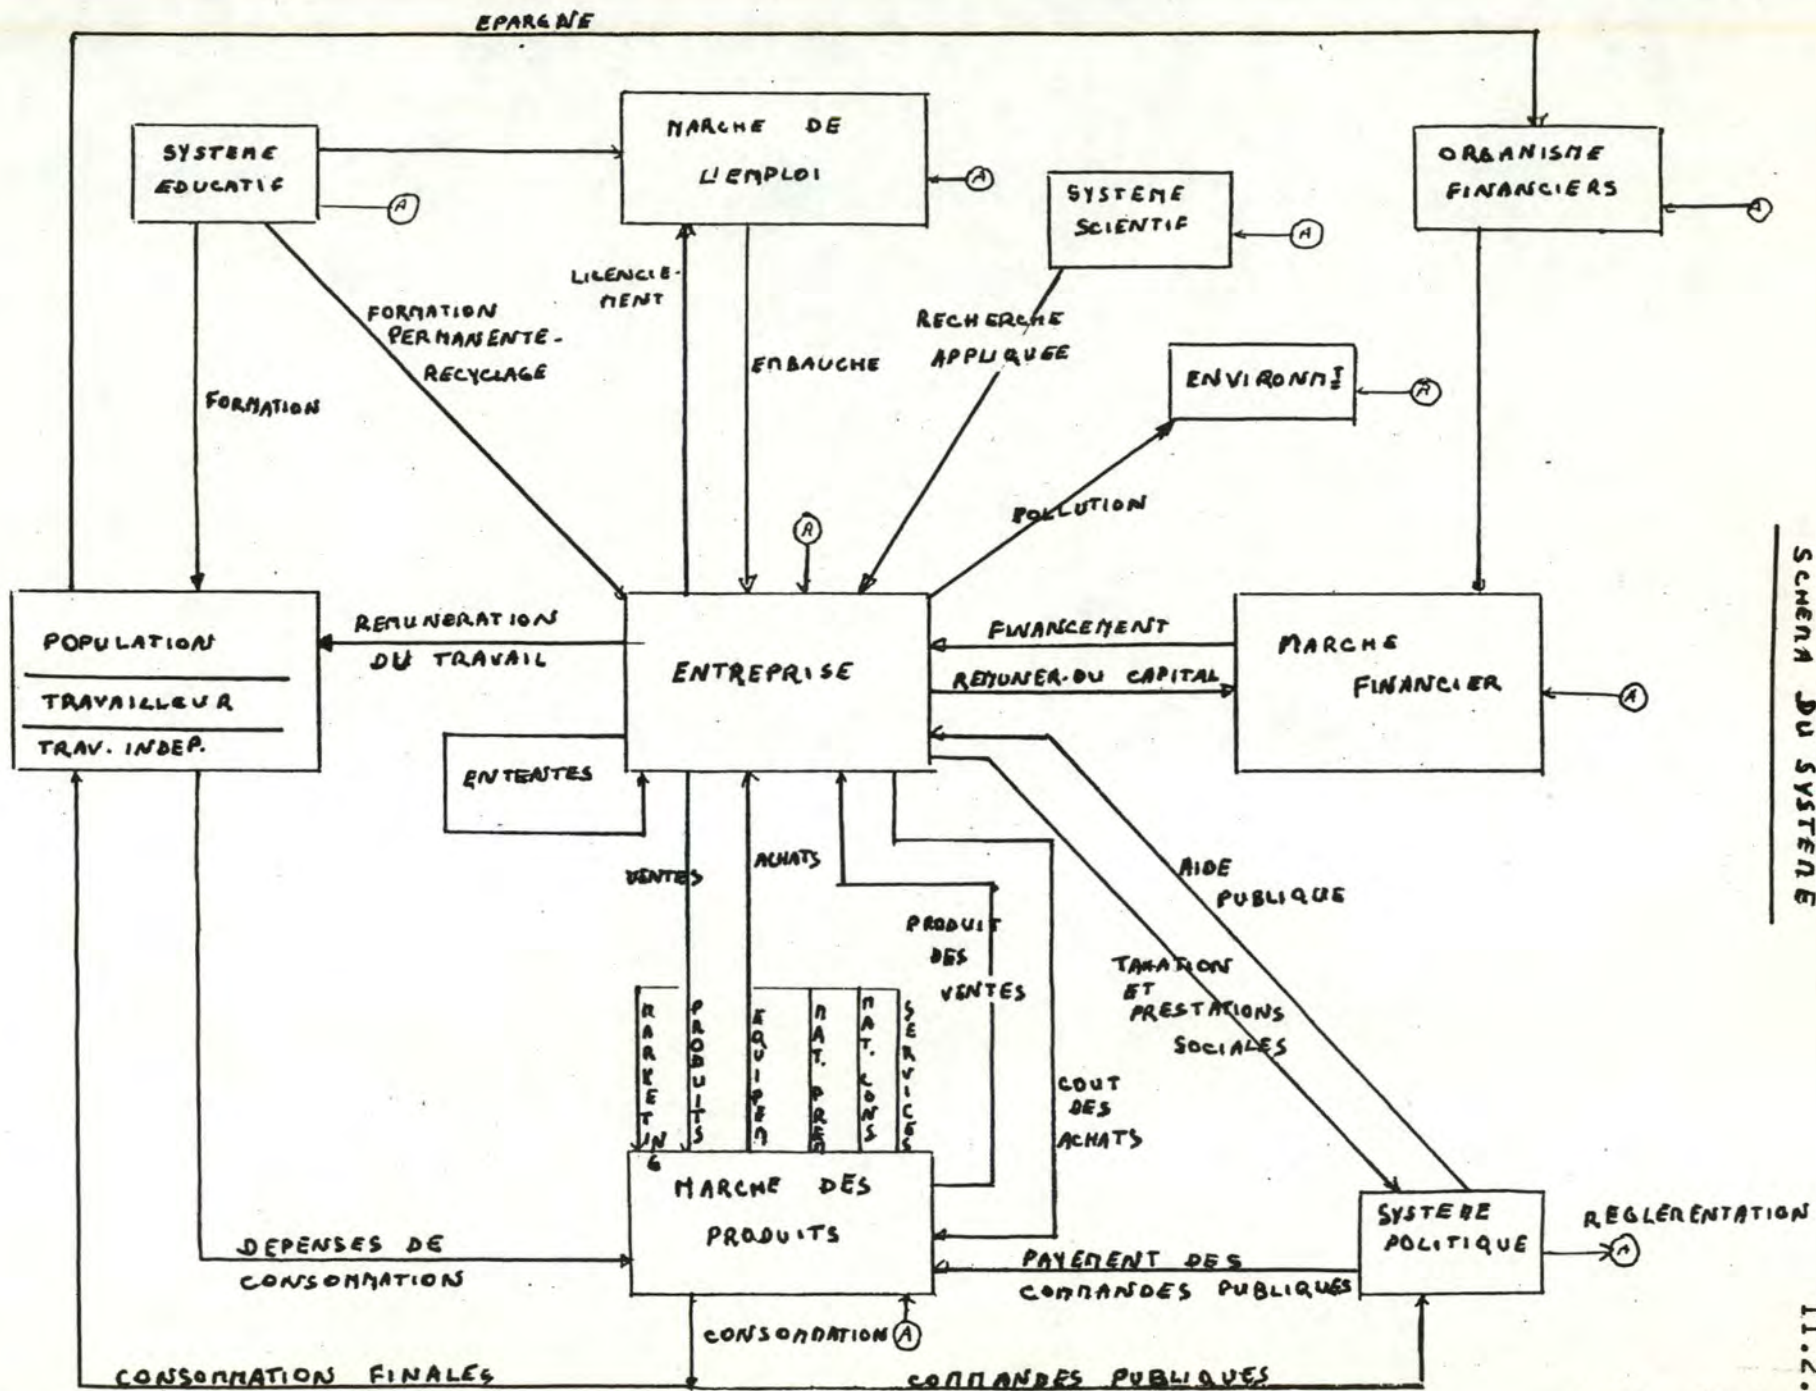 EPARGNE
SYSTEME
EDUCATIF
A
MARCHE DE
L'EMPLOI
A
SYSTEME
SCIENTIF
A
ORGANISME
FINANCIERS
A
LICENCIE-
MENT
FORMATION
PERMANENTE-
RECYCLAGE
EMBAUCHE
RECHERCHE
APPLIQUEE
ENVIRONMT
A
FORMATION
POLLUTION
A
POPULATION
TRAVAILLEUR
TRAV. INDEP.
REMUNERATION
DU TRAVAIL
ENTREPRISE
FINANCEMENT
REMUNER. DU CAPITAL
MARCHE
FINANCIER
A
ENTENTES
VENTES
ACHATS
PRODUIT
DES
VENTES
AIDE
PUBLIQUE
TAXATION
ET
PRESTATIONS
SOCIALES
COUT
DES
ACHATS
MARKETING
PRODUITS
EQUIPEM
MAT. PREM
MAT. CONS
SERVICES
MARCHE DES
PRODUITS
SYSTEME
POLITIQUE
REGLEMENTATION
A
DEPENSES DE
CONSOMMATION
PAYEMENT DES
COMMANDES PUBLIQUES
CONSOMMATION
A
CONSOMMATION FINALES
COMMANDES PUBLIQUES
SCHEMA DU SYSTEME